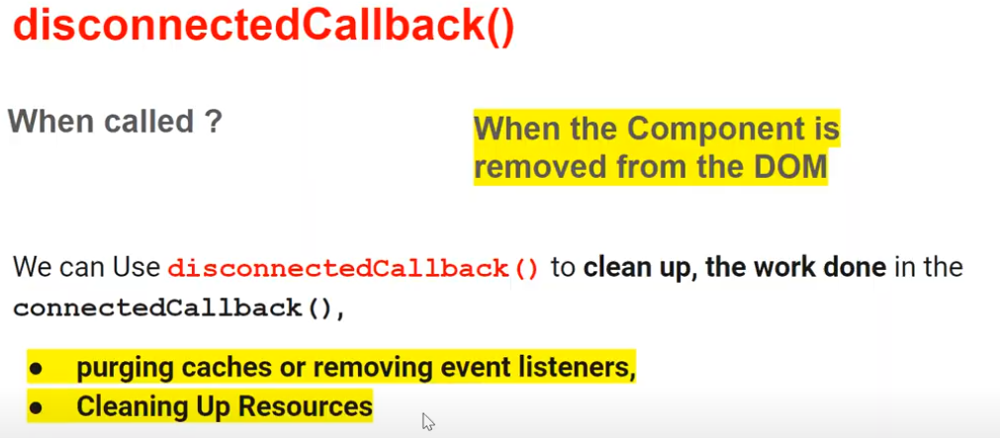 disconnectedCallback()
When called ?
When the Component is
removed from the DOM
We can Use disconnectedCallback() to clean up, the work done in the
connectedCallback(),
● purging caches or removing event listeners,
● Cleaning Up Resources